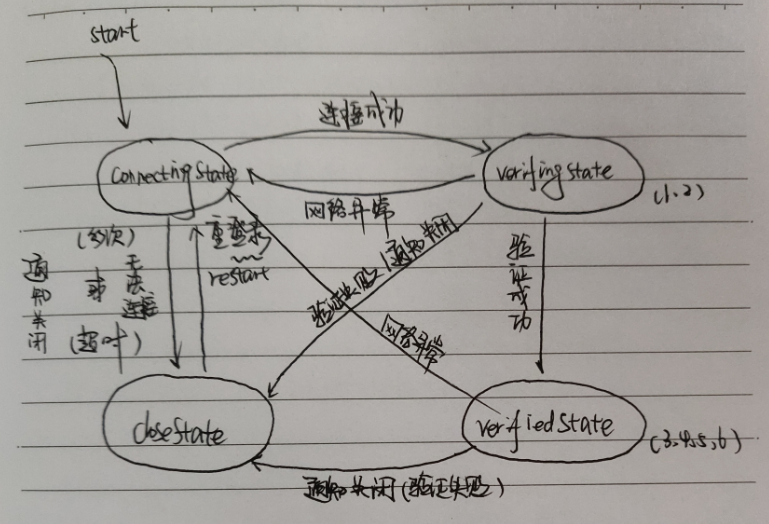 start
连接成功
connectingState
verifingstate
(1、2)
网络异常
(多次)
或
(超时)
无法连接
通知关闭
重登录
restart
验证失败/通知关闭
验证成功
网络异常
closeState
verifiedState
(3,4,5,6)
通知关闭(验证失败)